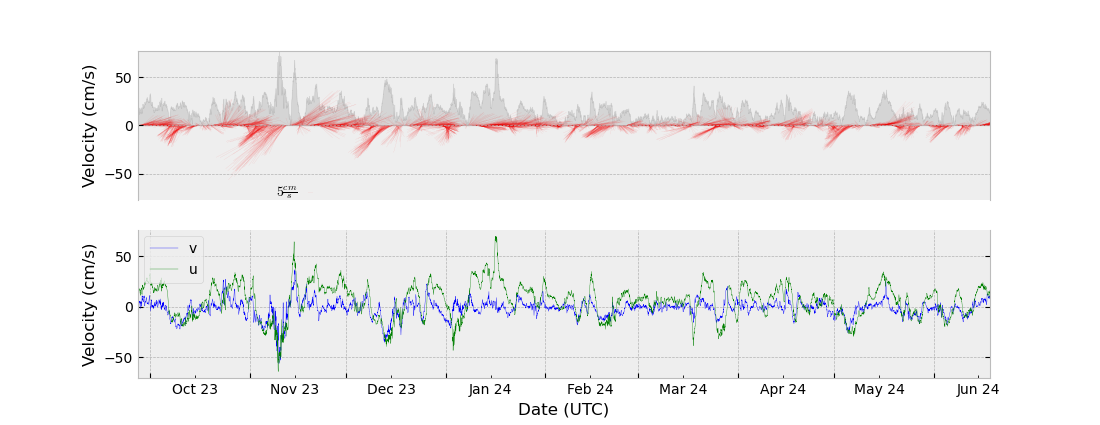 Velocity (cm/s)
50
0
−50
5 cm/s
Velocity (cm/s)
50
0
−50
v
u
Oct 23 Nov 23 Dec 23 Jan 24 Feb 24 Mar 24 Apr 24 May 24 Jun 24
Date (UTC)